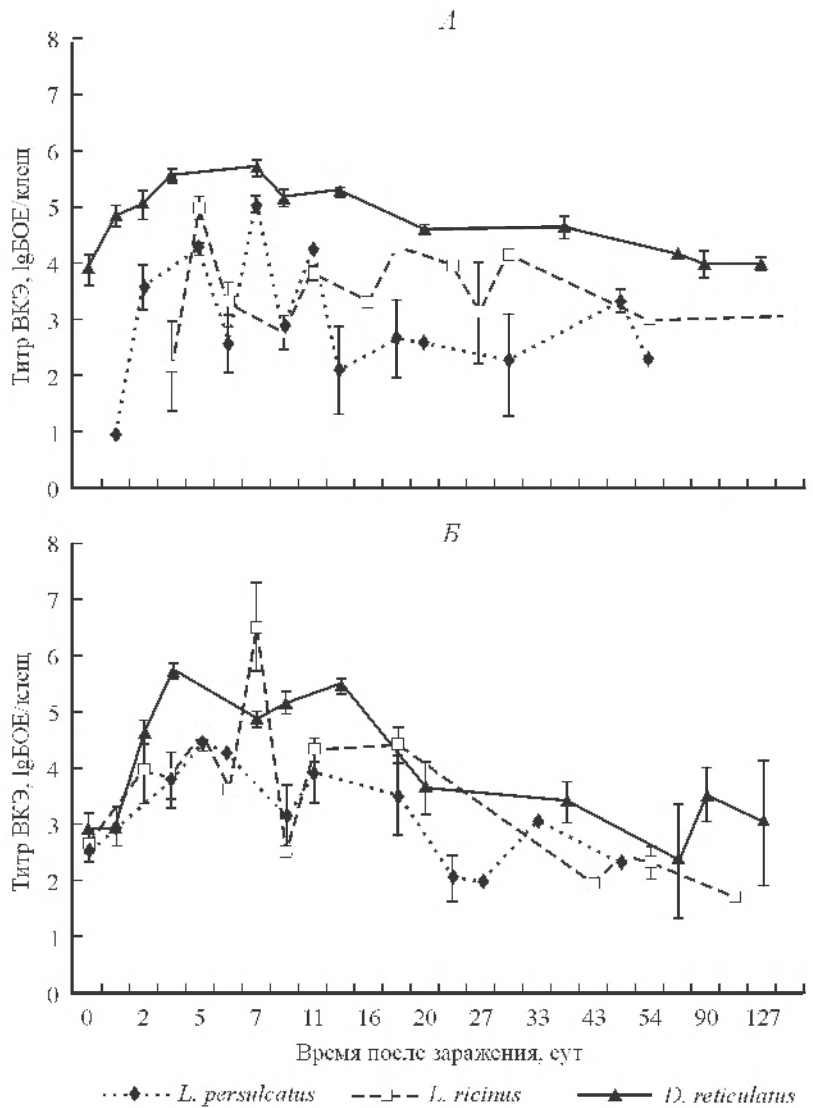 А
8
7
6
5
4
3
2
1
0
Титр ВКЭ, lgБОЕ/клещ
Б
8
7
6
5
4
3
2
1
0
Титр ВКЭ, lgБОЕ/клещ
0 2 5 7 11 16 20 27 33 43 54 90 127
Время после заражения, сут
L. persulcatus L. ricinus D. reticulatus